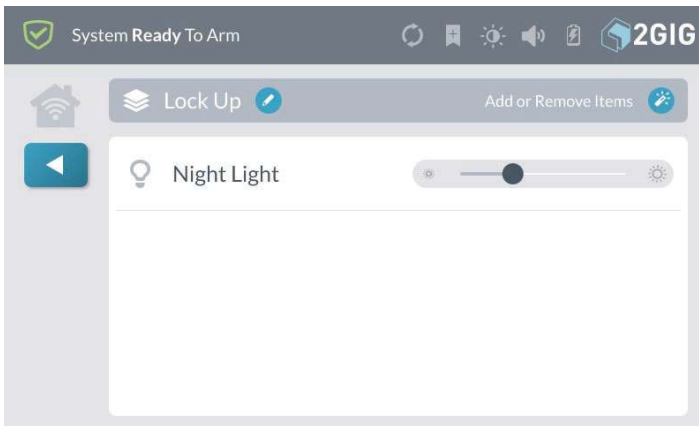 System Ready To Arm
2GIG
Lock Up
Add or Remove Items
Night Light